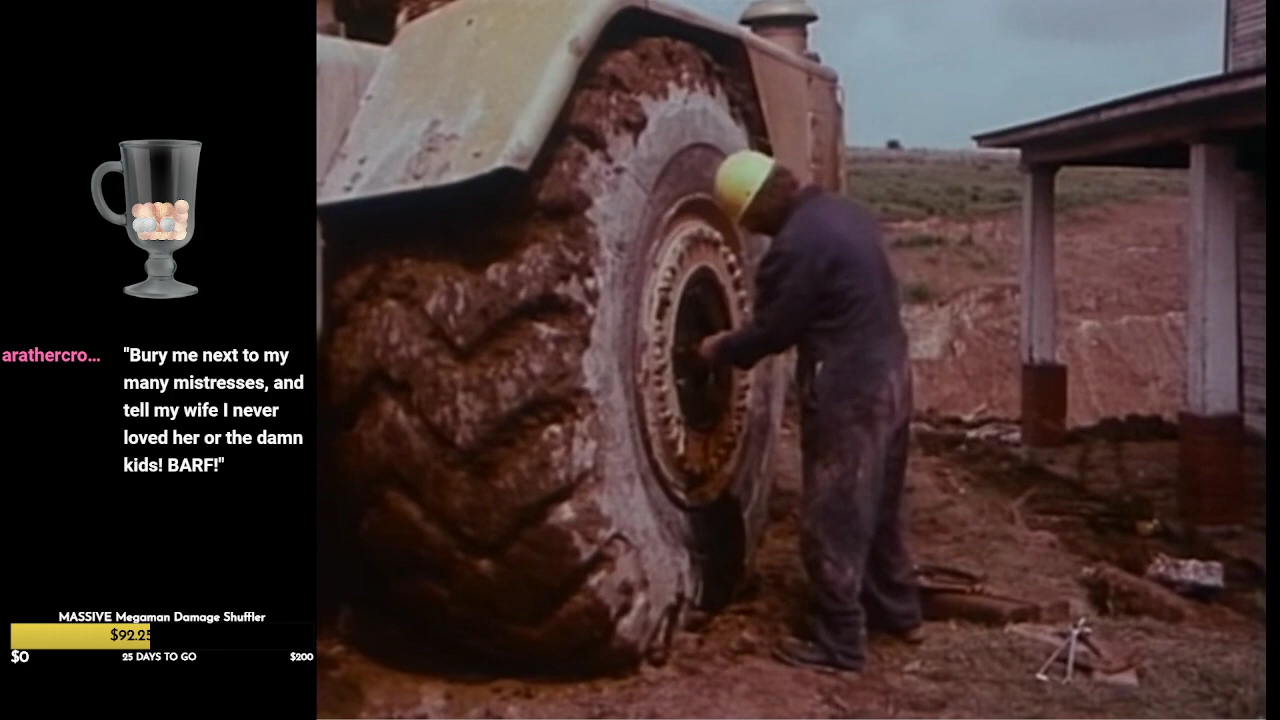 arathercro...
"Bury me next to my
many mistresses, and
tell my wife I never
loved her or the damn
kids! BARF!"
MASSIVE Megaman Damage Shuffler
$92.25
$0
25 DAYS TO GO
$200